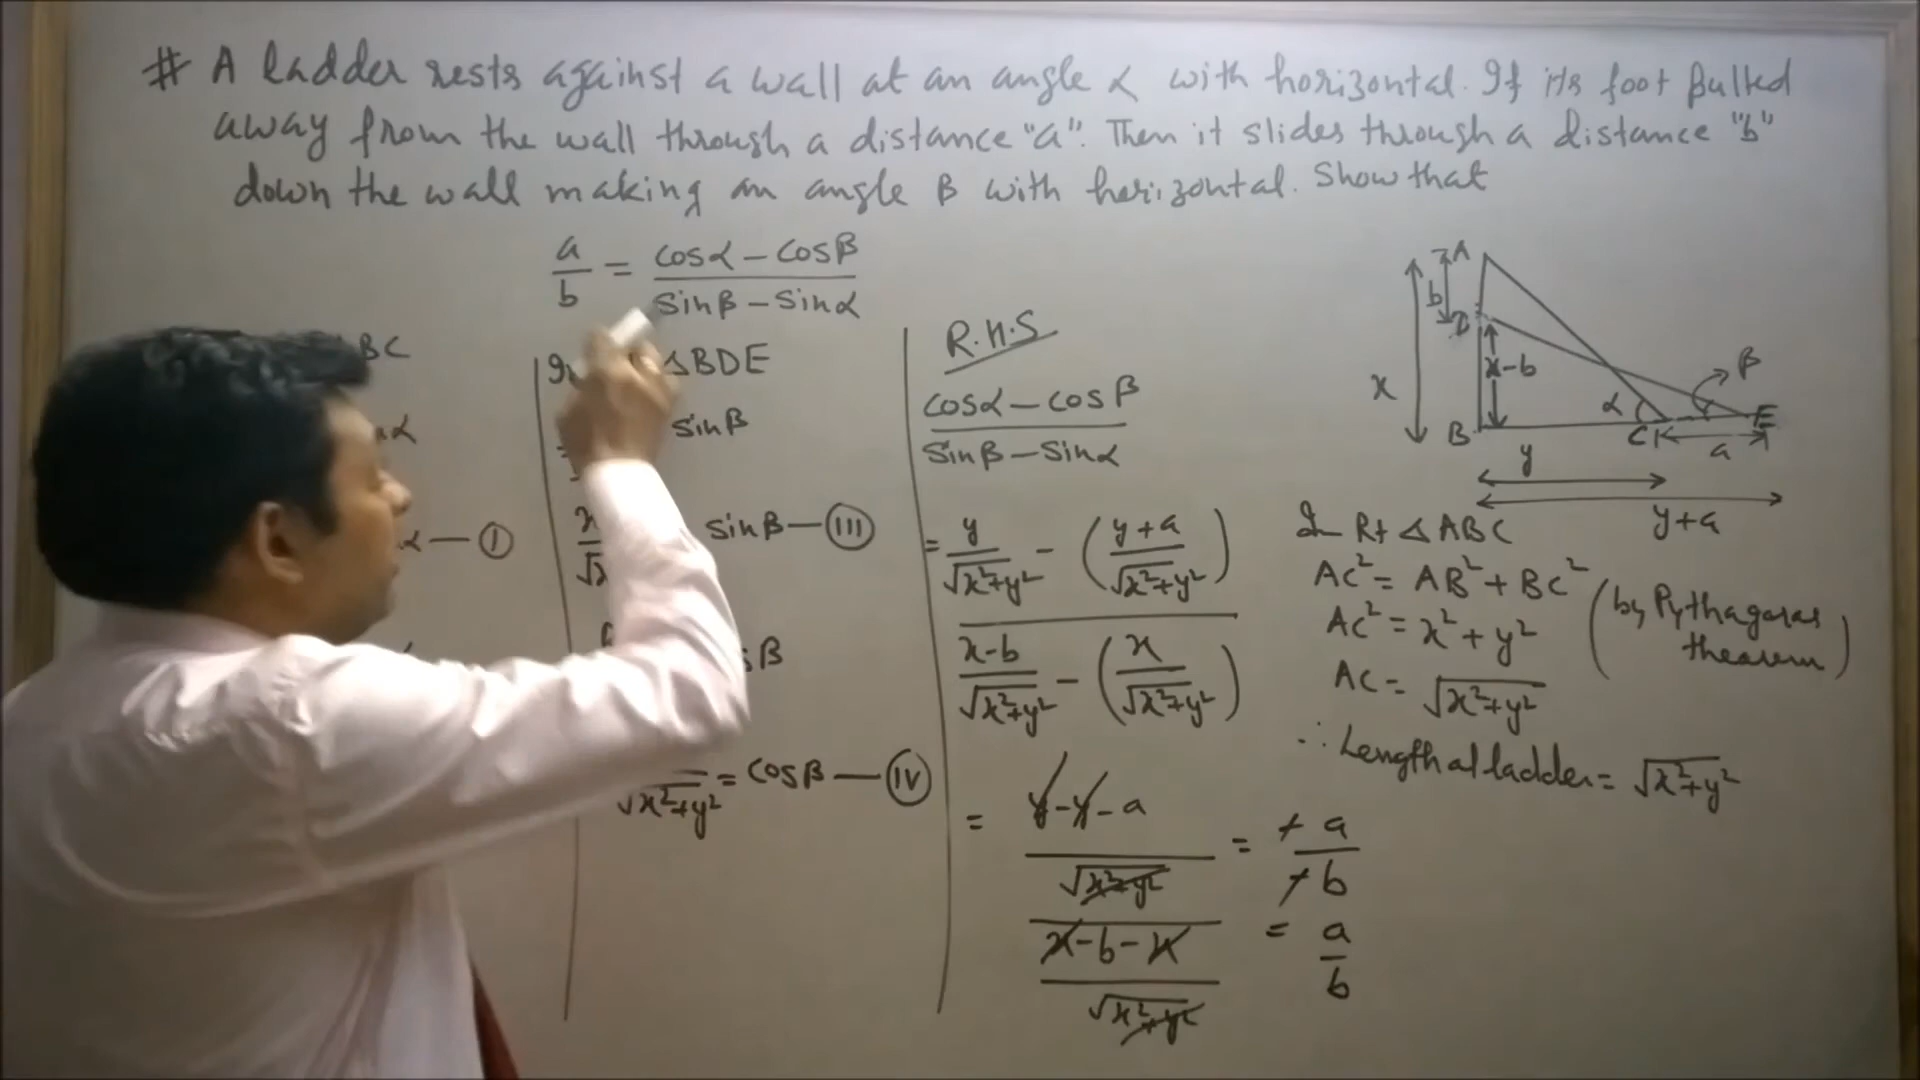 # A ladder rests against a wall at an angle α with horizontal. If its foot pulled
away from the wall through a distance "a". Then it slides through a distance "b"
down the wall making an angle β with horizontal. Show that
a/b = (cosα - cosβ)/(sinβ - sinα)
BC
α
α — I
ΔBDE
sinβ
sinβ — III
β
√x²+y² = cosβ — IV
R.H.S
(cosα - cosβ)/(sinβ - sinα)
= (y/√x²+y² - (y+a/√x²+y²))/(x-b/√x²+y² - (x/√x²+y²))
= (y-y-a/√x²+y²)/(x-b-x/√x²+y²) = -a/-b
= a/b
A
b
D
x
x-b
β
α
B
C
E
a
y
y+a
In Rt ΔABC
AC² = AB² + BC²
AC² = x² + y² (by Pythagoras theorem)
AC = √x²+y²
∴ Length of ladder = √x²+y²